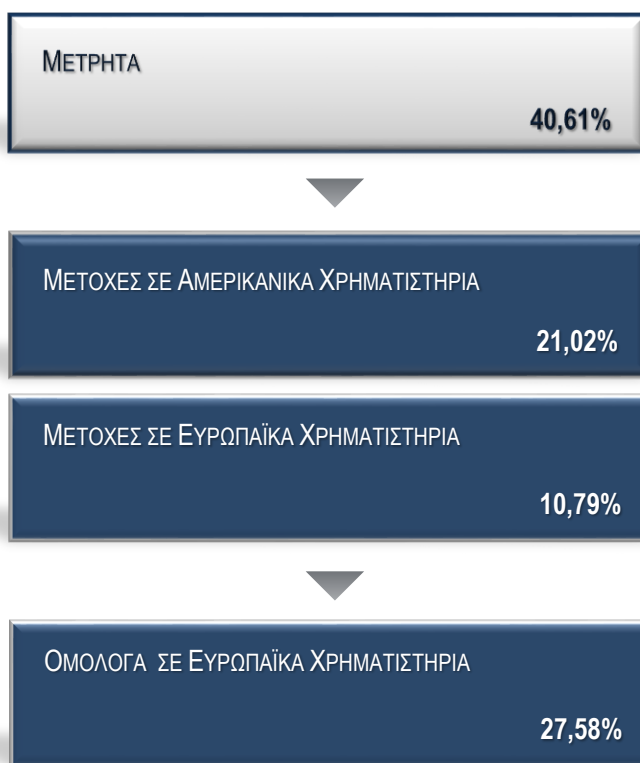 ΜΕΤΡΗΤΑ
40,61%
ΜΕΤΟΧΕΣ ΣΕ ΑΜΕΡΙΚΑΝΙΚΑ ΧΡΗΜΑΤΙΣΤΗΡΙΑ
21,02%
ΜΕΤΟΧΕΣ ΣΕ ΕΥΡΩΠΑΪΚΑ ΧΡΗΜΑΤΙΣΤΗΡΙΑ
10,79%
ΟΜΟΛΟΓΑ ΣΕ ΕΥΡΩΠΑΪΚΑ ΧΡΗΜΑΤΙΣΤΗΡΙΑ
27,58%